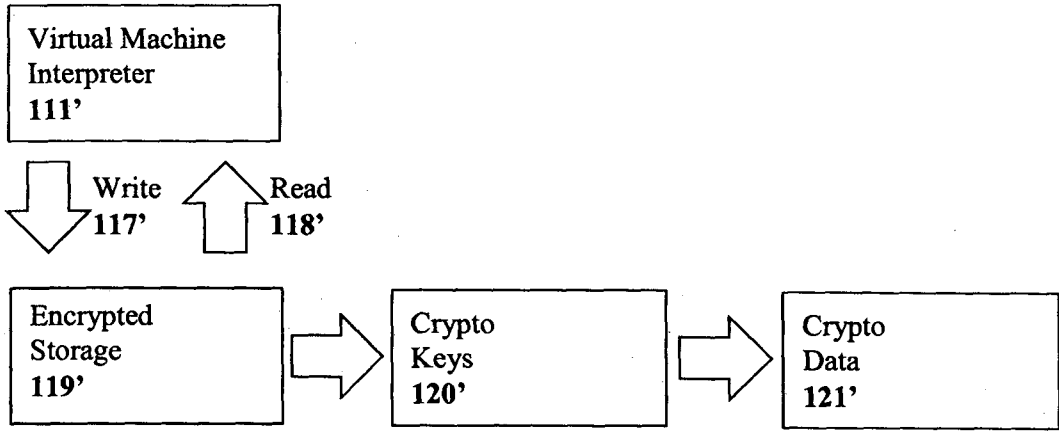 Virtual Machine
Interpreter
111’
Write
117’
Read
118’
Encrypted
Storage
119’
Crypto
Keys
120’
Crypto
Data
121’